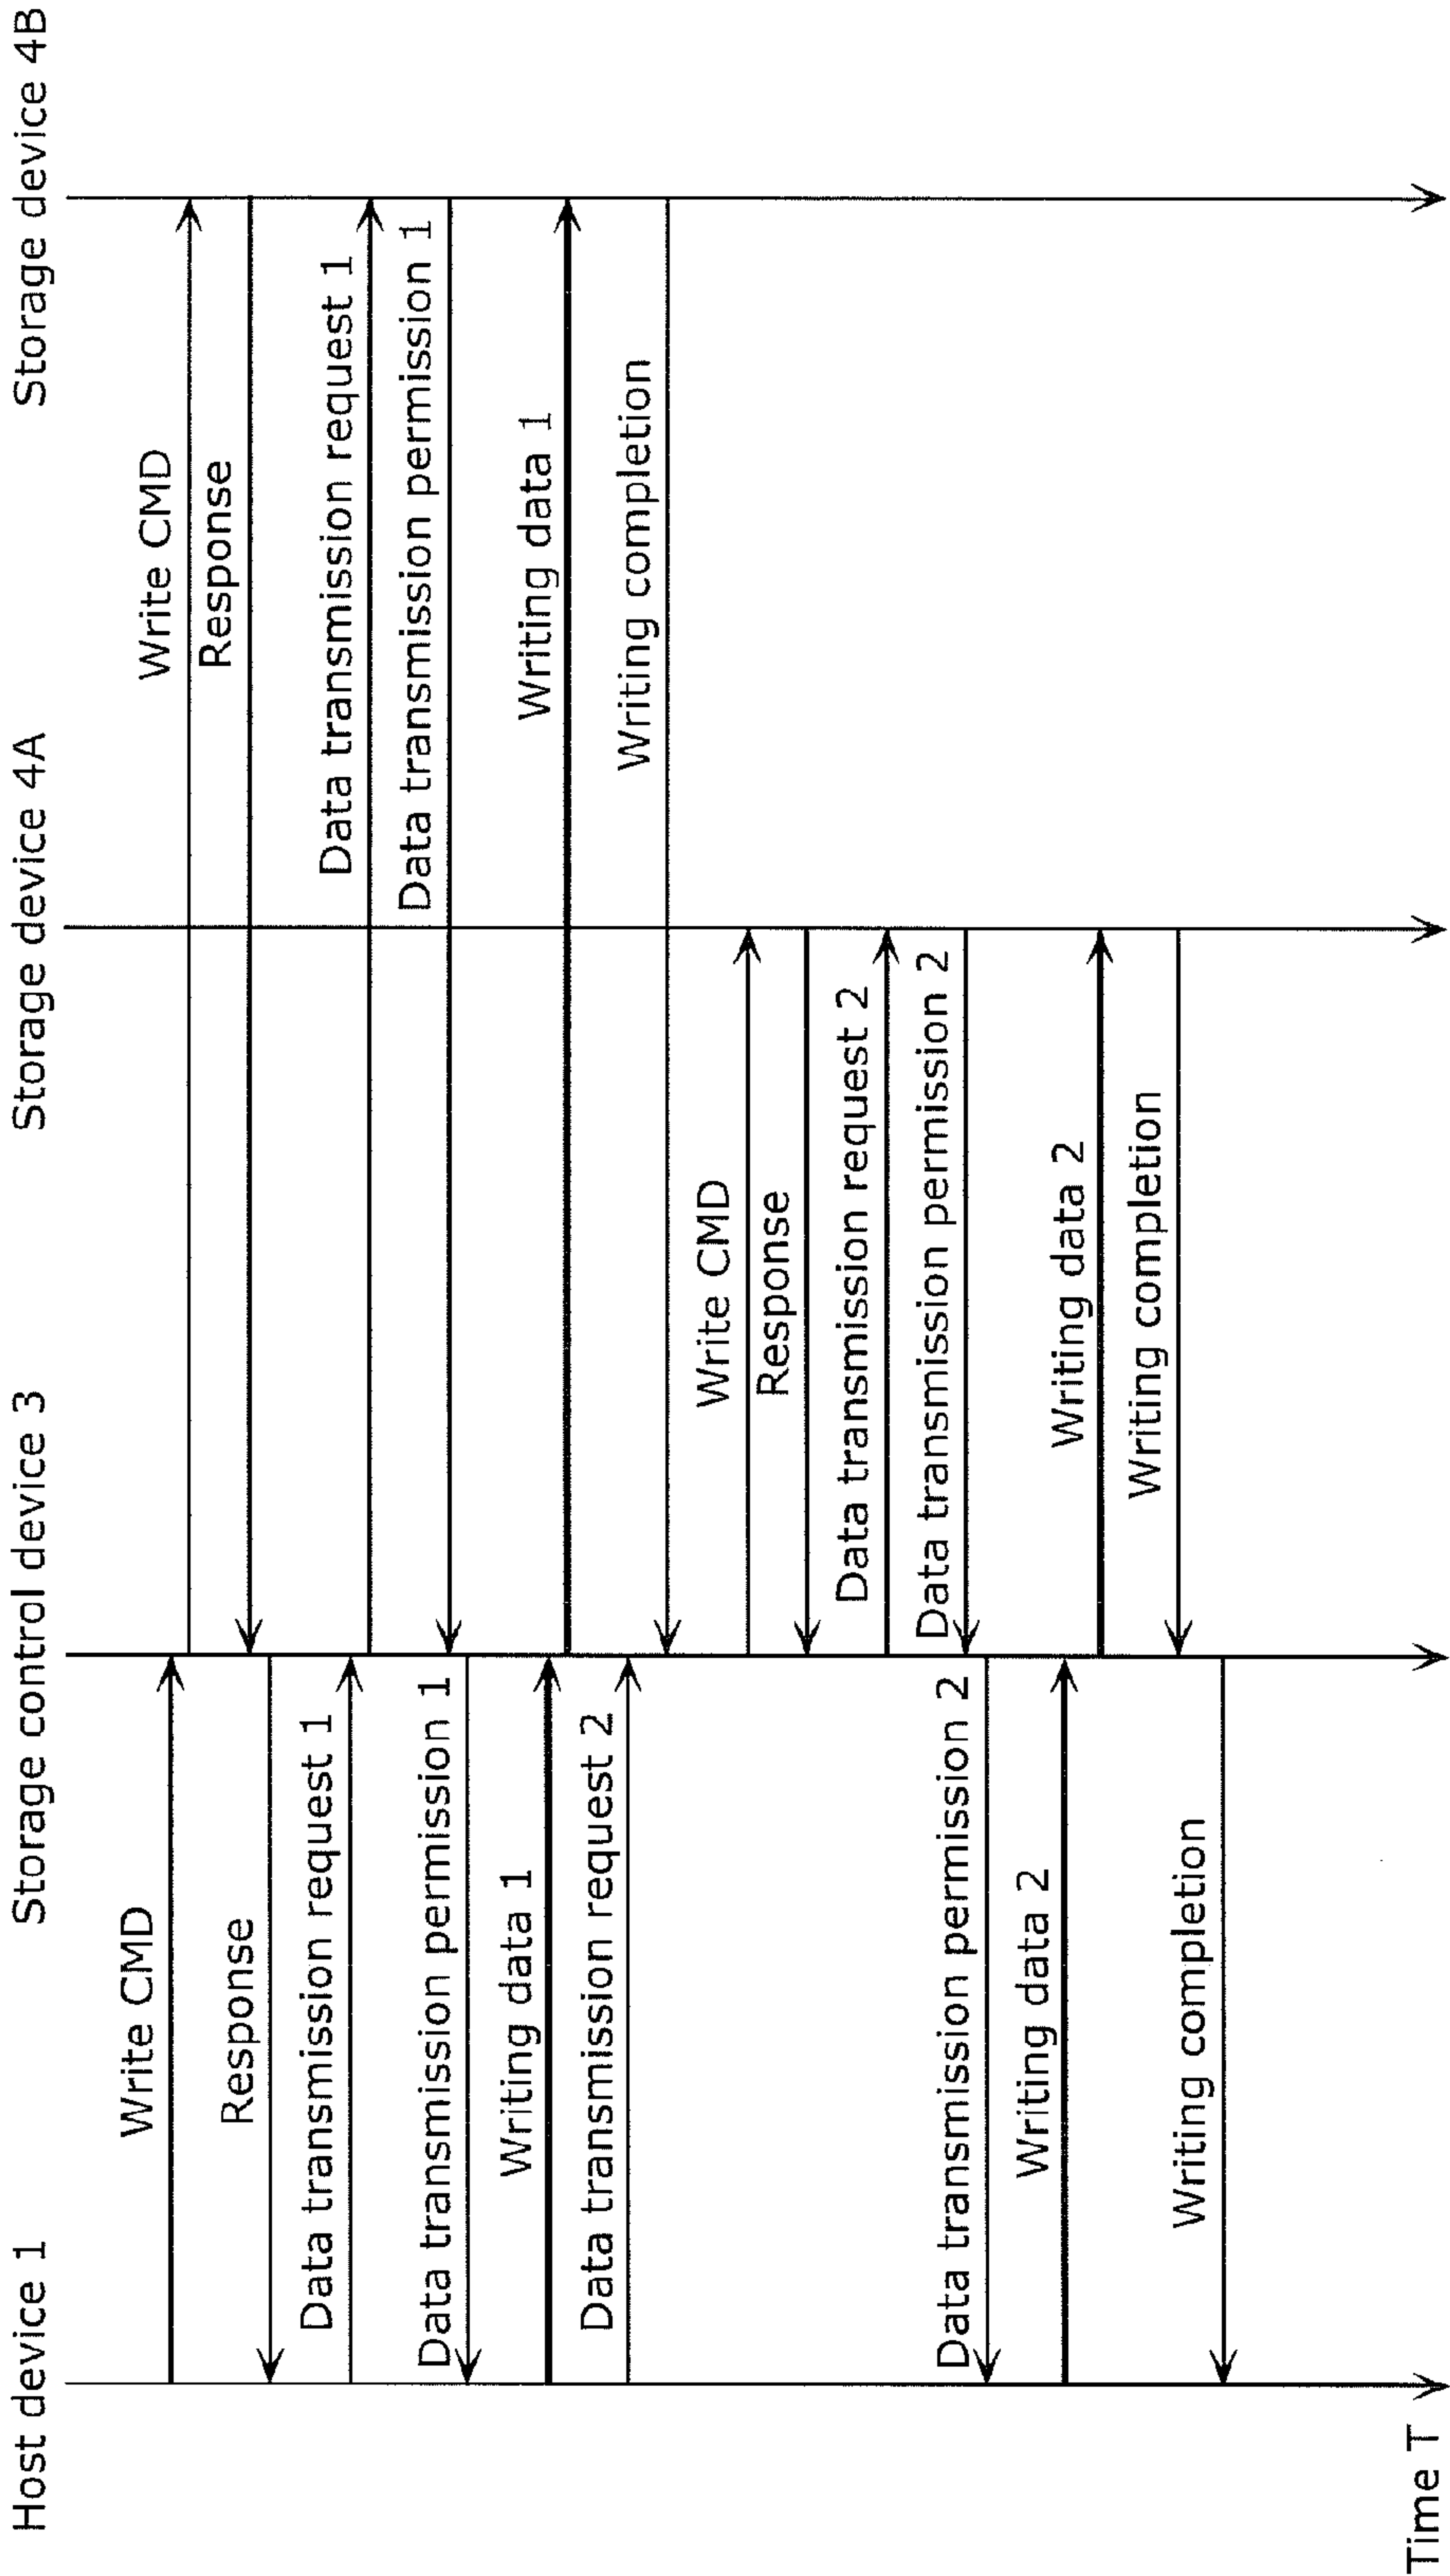 Host device 1
Storage control device 3
Storage device 4A
Storage device 4B
Write CMD
Write CMD
Response
Response
Data transmission request 1
Data transmission request 1
Data transmission permission 1
Data transmission permission 1
Writing data 1
Writing data 1
Data transmission request 2
Writing completion
Write CMD
Response
Data transmission request 2
Data transmission permission 2
Data transmission permission 2
Writing data 2
Writing data 2
Writing completion
Writing completion
Time T